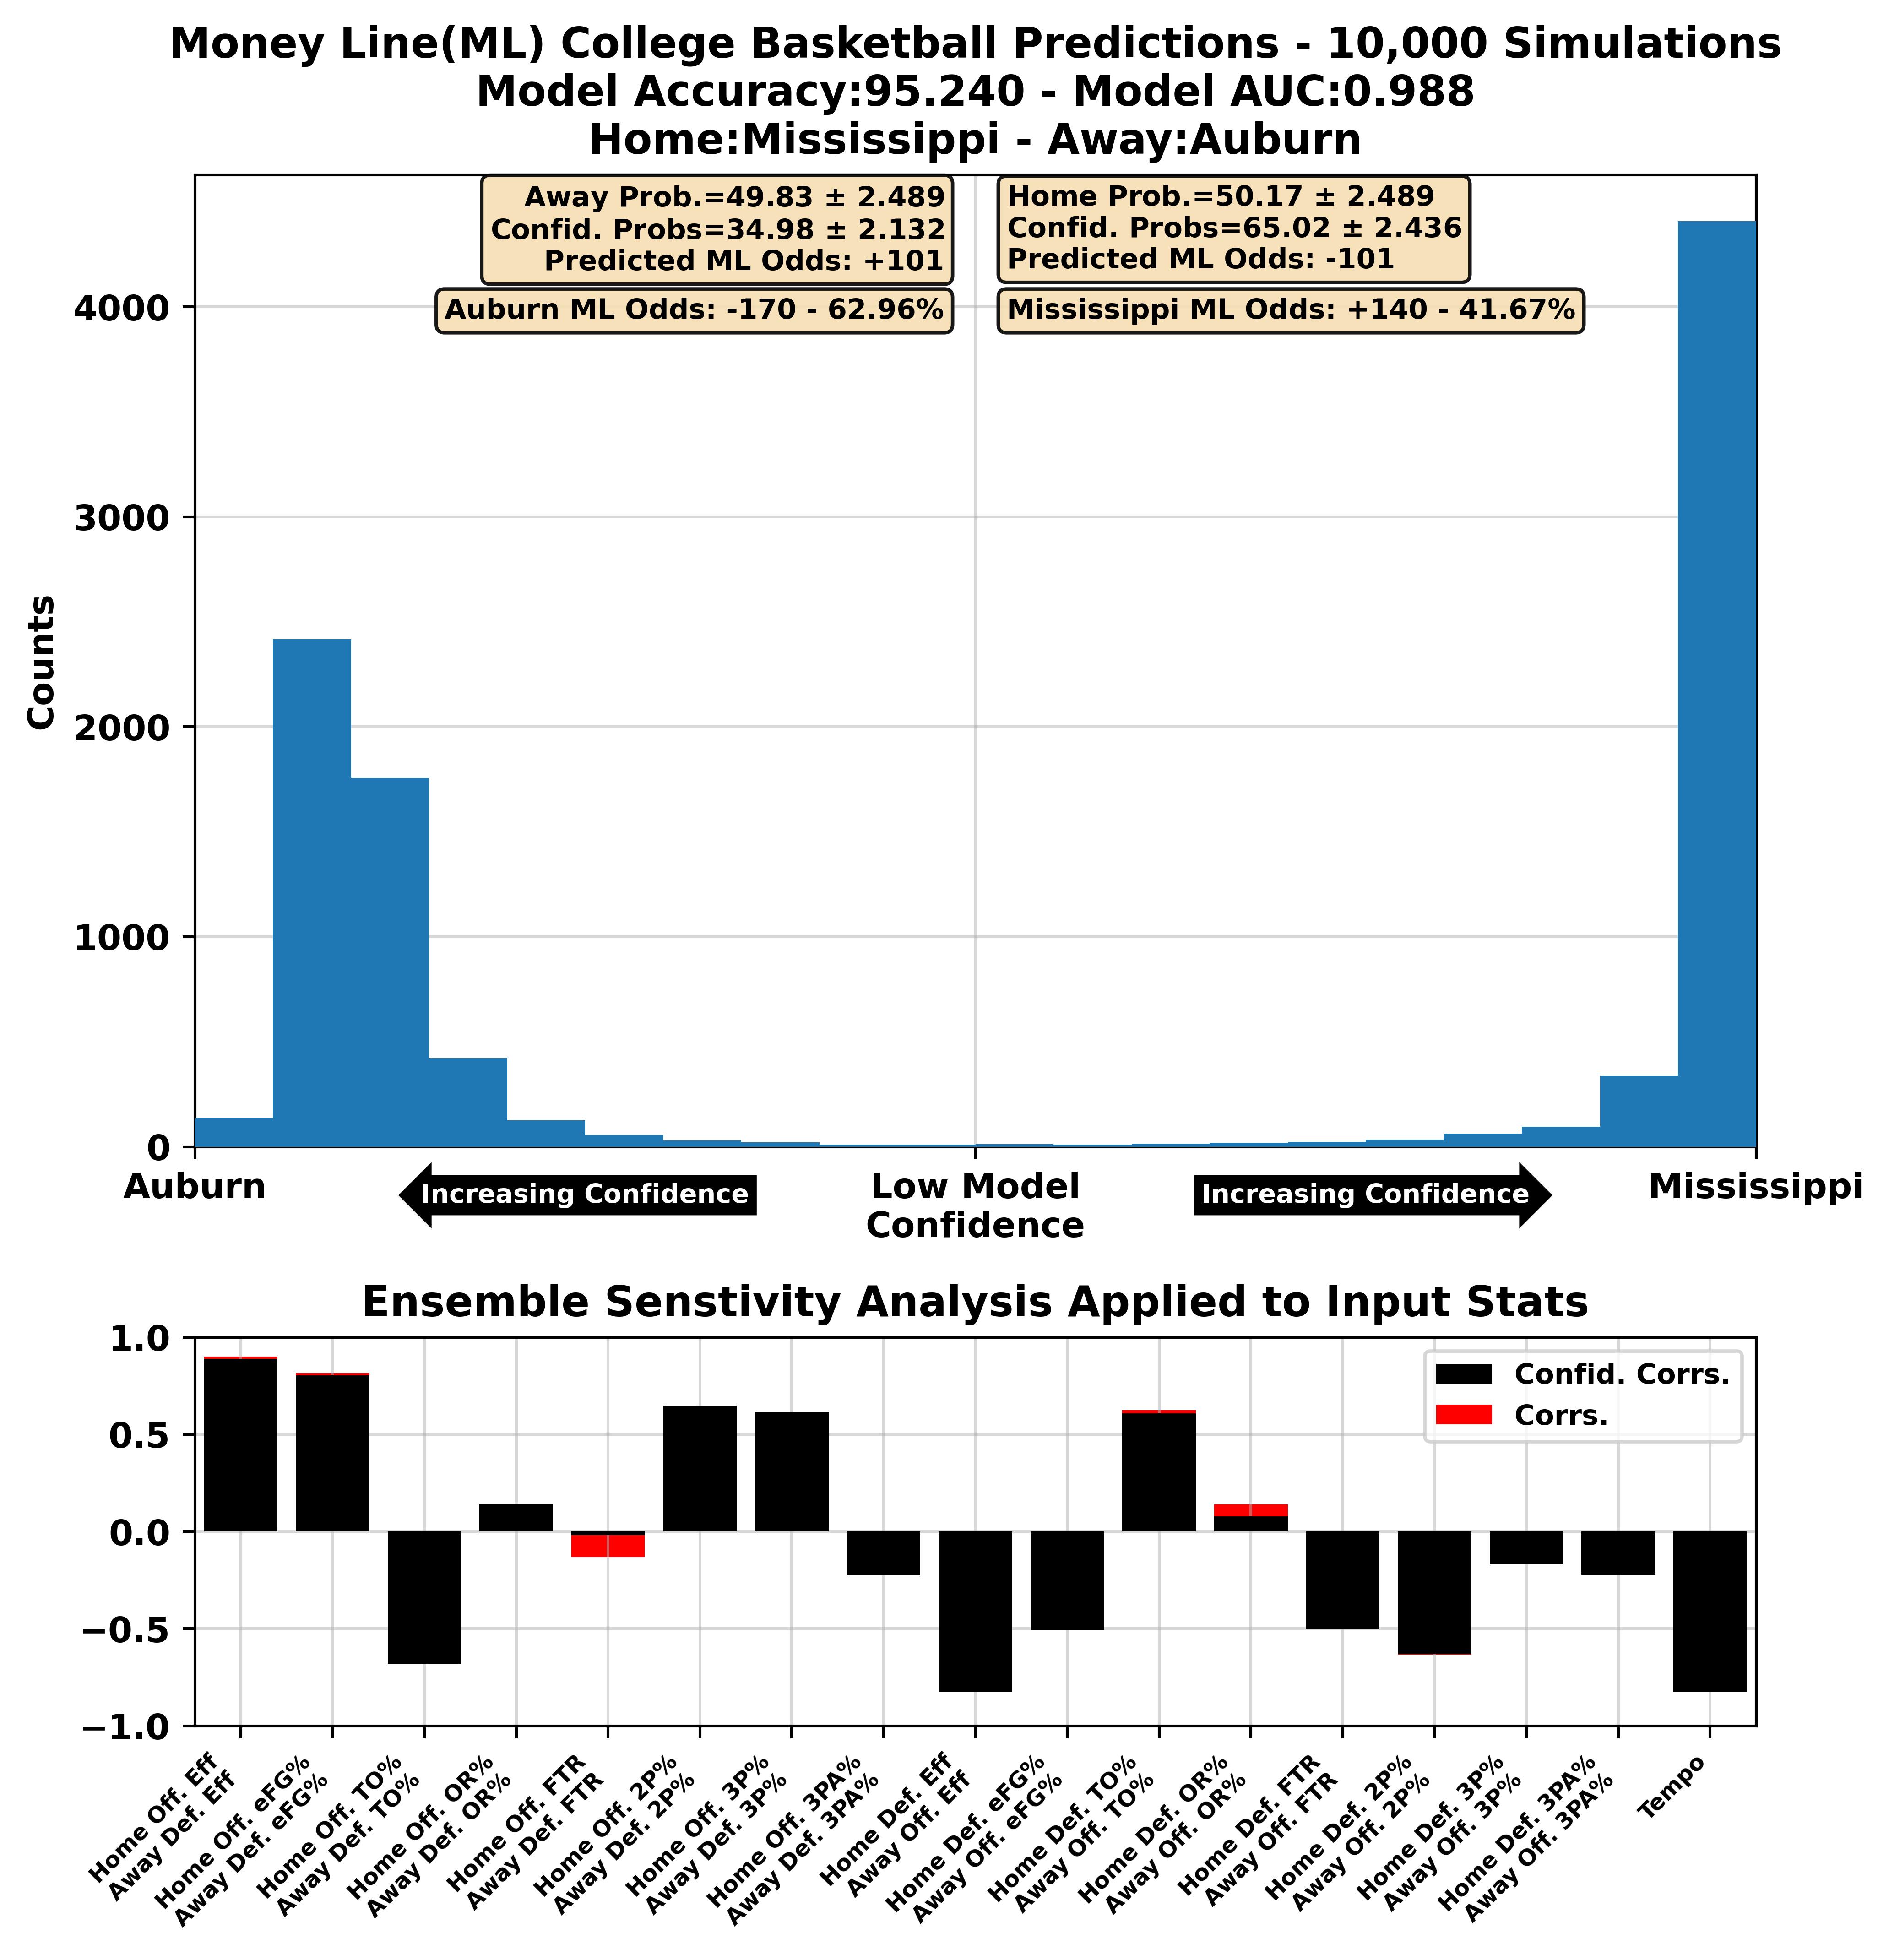 Money Line(ML) College Basketball Predictions - 10,000 Simulations
Model Accuracy:95.240 - Model AUC:0.988
Home:Mississippi - Away:Auburn
Away Prob.=49.83 ± 2.489
Confid. Probs=34.98 ± 2.132
Predicted ML Odds: +101
Auburn ML Odds: -170 - 62.96%
Home Prob.=50.17 ± 2.489
Confid. Probs=65.02 ± 2.436
Predicted ML Odds: -101
Mississippi ML Odds: +140 - 41.67%
Counts
4000
3000
2000
1000
0
Auburn
Increasing Confidence
Low Model
Confidence
Increasing Confidence
Mississippi
Ensemble Senstivity Analysis Applied to Input Stats
1.0
0.5
0.0
−0.5
−1.0
Confid. Corrs.
Corrs.
Home Off. Eff
Away Def. Eff
Home Off. eFG%
Away Def. eFG%
Home Off. TO%
Away Def. TO%
Home Off. OR%
Away Def. OR%
Home Off. FTR
Away Def. FTR
Home Off. 2P%
Away Def. 2P%
Home Off. 3P%
Away Def. 3P%
Home Off. 3PA%
Away Def. 3PA%
Home Def. Eff
Away Off. Eff
Home Def. eFG%
Away Off. eFG%
Home Def. TO%
Away Off. TO%
Home Def. OR%
Away Off. OR%
Home Def. FTR
Away Off. FTR
Home Def. 2P%
Away Off. 2P%
Home Def. 3P%
Away Off. 3P%
Home Def. 3PA%
Away Off. 3PA%
Tempo